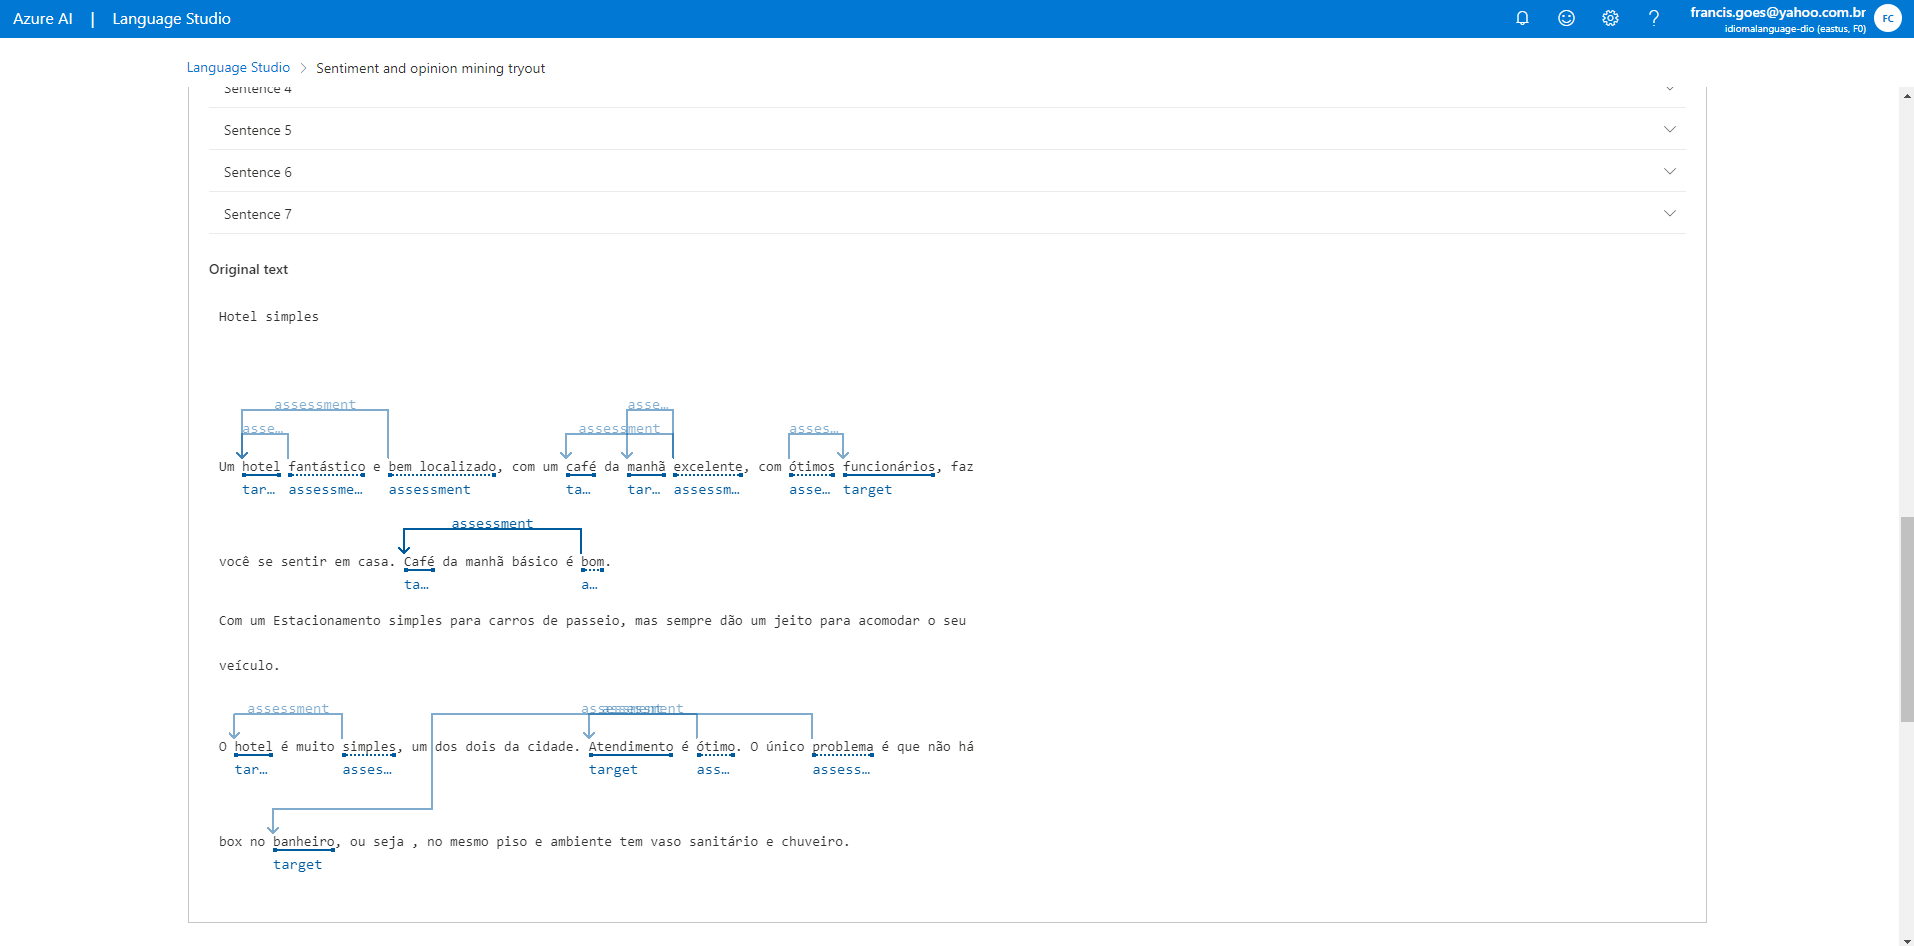 Azure AI | Language Studio
francis.goes@yahoo.com.br
idiomalanguage-dio (eastus, F0)
FC
Language Studio > Sentiment and opinion mining tryout
Sentence 4
Sentence 5
Sentence 6
Sentence 7
Original text
Hotel simples
assessment asse…
asse… assessment asses…
Um hotel fantástico e bem localizado, com um café da manhã excelente, com ótimos funcionários, faz
tar… assessme… assessment ta… tar… assessm… asse… target
assessment
você se sentir em casa. Café da manhã básico é bom.
ta… a…
Com um Estacionamento simples para carros de passeio, mas sempre dão um jeito para acomodar o seu
veículo.
assessment assessment assessment
O hotel é muito simples, um dos dois da cidade. Atendimento é ótimo. O único problema é que não há
tar… asses… target ass… assess…
box no banheiro, ou seja , no mesmo piso e ambiente tem vaso sanitário e chuveiro.
target